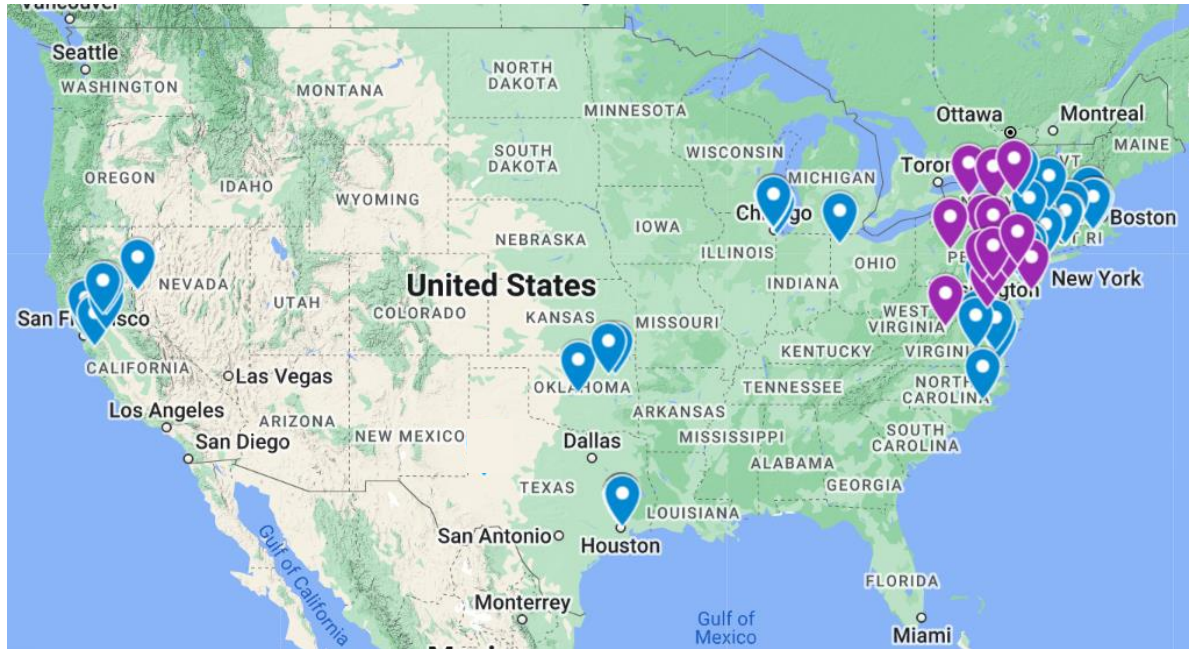 Seattle
WASHINGTON
MONTANA
NORTH
DAKOTA
MINNESOTA
Ottawa
Montreal
MAINE
OREGON
IDAHO
SOUTH
DAKOTA
WISCONSIN
MICHIGAN
WYOMING
IOWA
Boston
NEBRASKA
ILLINOIS
INDIANA
OHIO
CT RI
New York
NEVADA
UTAH
COLORADO
United States
KANSAS
MISSOURI
WEST
VIRGINIA
KENTUCKY
CALIFORNIA
Las Vegas
OKLAHOMA
TENNESSEE
NORTH
CAROLINA
Los Angeles
ARIZONA
NEW MEXICO
ARKANSAS
SOUTH
CAROLINA
San Diego
Dallas
MISSISSIPPI
ALABAMA
GEORGIA
TEXAS
LOUISIANA
San Antonio
Houston
Gulf of California
FLORIDA
Monterrey
Gulf of
Mexico
Miami